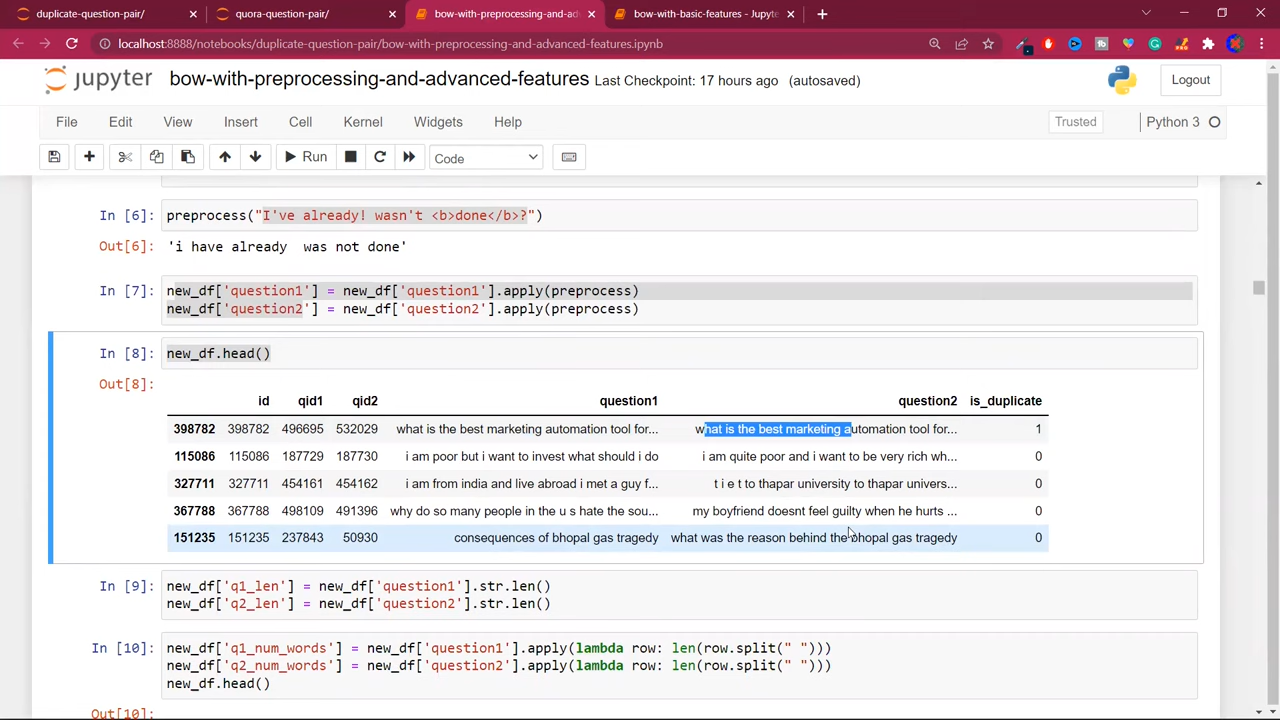 duplicate-question-pair/
quora-question-pair/
bow-with-preprocessing-and-adv
bow-with-basic-features - Jupyte
localhost:8888/notebooks/duplicate-question-pair/bow-with-preprocessing-and-advanced-features.ipynb
jupyter bow-with-preprocessing-and-advanced-features Last Checkpoint: 17 hours ago (autosaved) Logout
File Edit View Insert Cell Kernel Widgets Help Trusted Python 3
Run Code
In [6]: preprocess("I've already! wasn't <b>done</b>?")
Out[6]: 'i have already  was not done'
In [7]: new_df['question1'] = new_df['question1'].apply(preprocess)
new_df['question2'] = new_df['question2'].apply(preprocess)
In [8]: new_df.head()
Out[8]:
id qid1 qid2 question1 question2 is_duplicate
398782 398782 496695 532029 what is the best marketing automation tool for... what is the best marketing automation tool for... 1
115086 115086 187729 187730 i am poor but i want to invest what should i do i am quite poor and i want to be very rich wh... 0
327711 327711 454161 454162 i am from india and live abroad i met a guy f... t i e t to thapar university to thapar univers... 0
367788 367788 498109 491396 why do so many people in the u s hate the sou... my boyfriend doesnt feel guilty when he hurts ... 0
151235 151235 237843 50930 consequences of bhopal gas tragedy what was the reason behind the bhopal gas tragedy 0
In [9]: new_df['q1_len'] = new_df['question1'].str.len()
new_df['q2_len'] = new_df['question2'].str.len()
In [10]: new_df['q1_num_words'] = new_df['question1'].apply(lambda row: len(row.split(" ")))
new_df['q2_num_words'] = new_df['question2'].apply(lambda row: len(row.split(" ")))
new_df.head()
Out[10]: